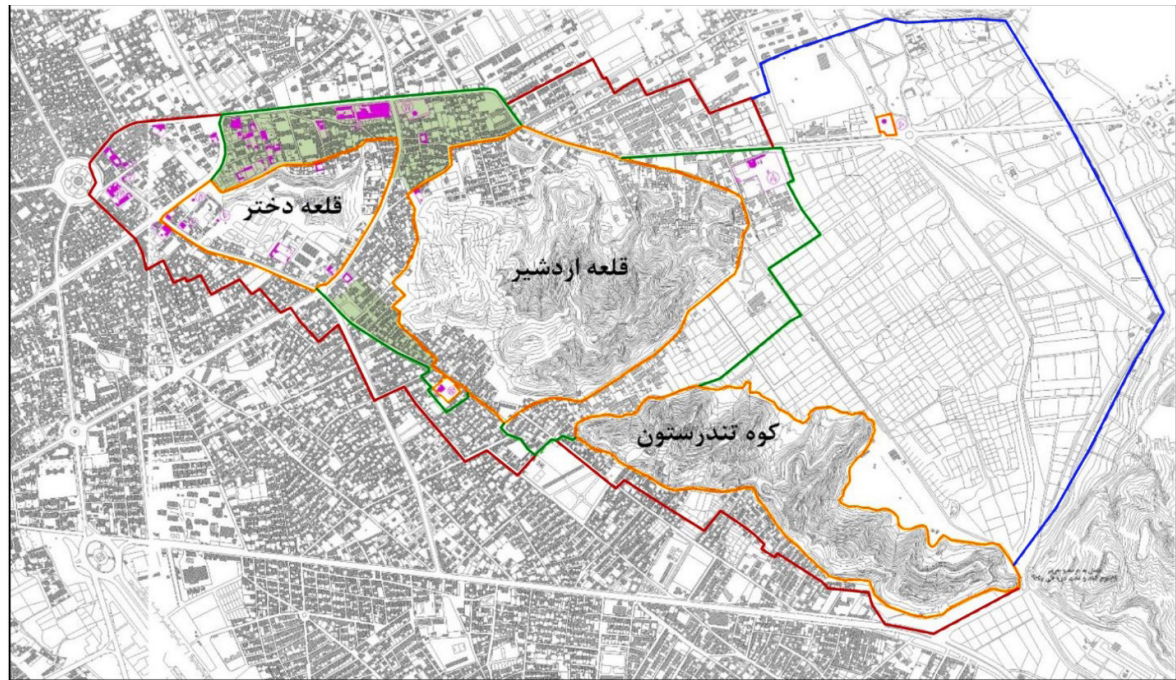 قلعه دختر
قلعه اردشیر
کوه تندرستون